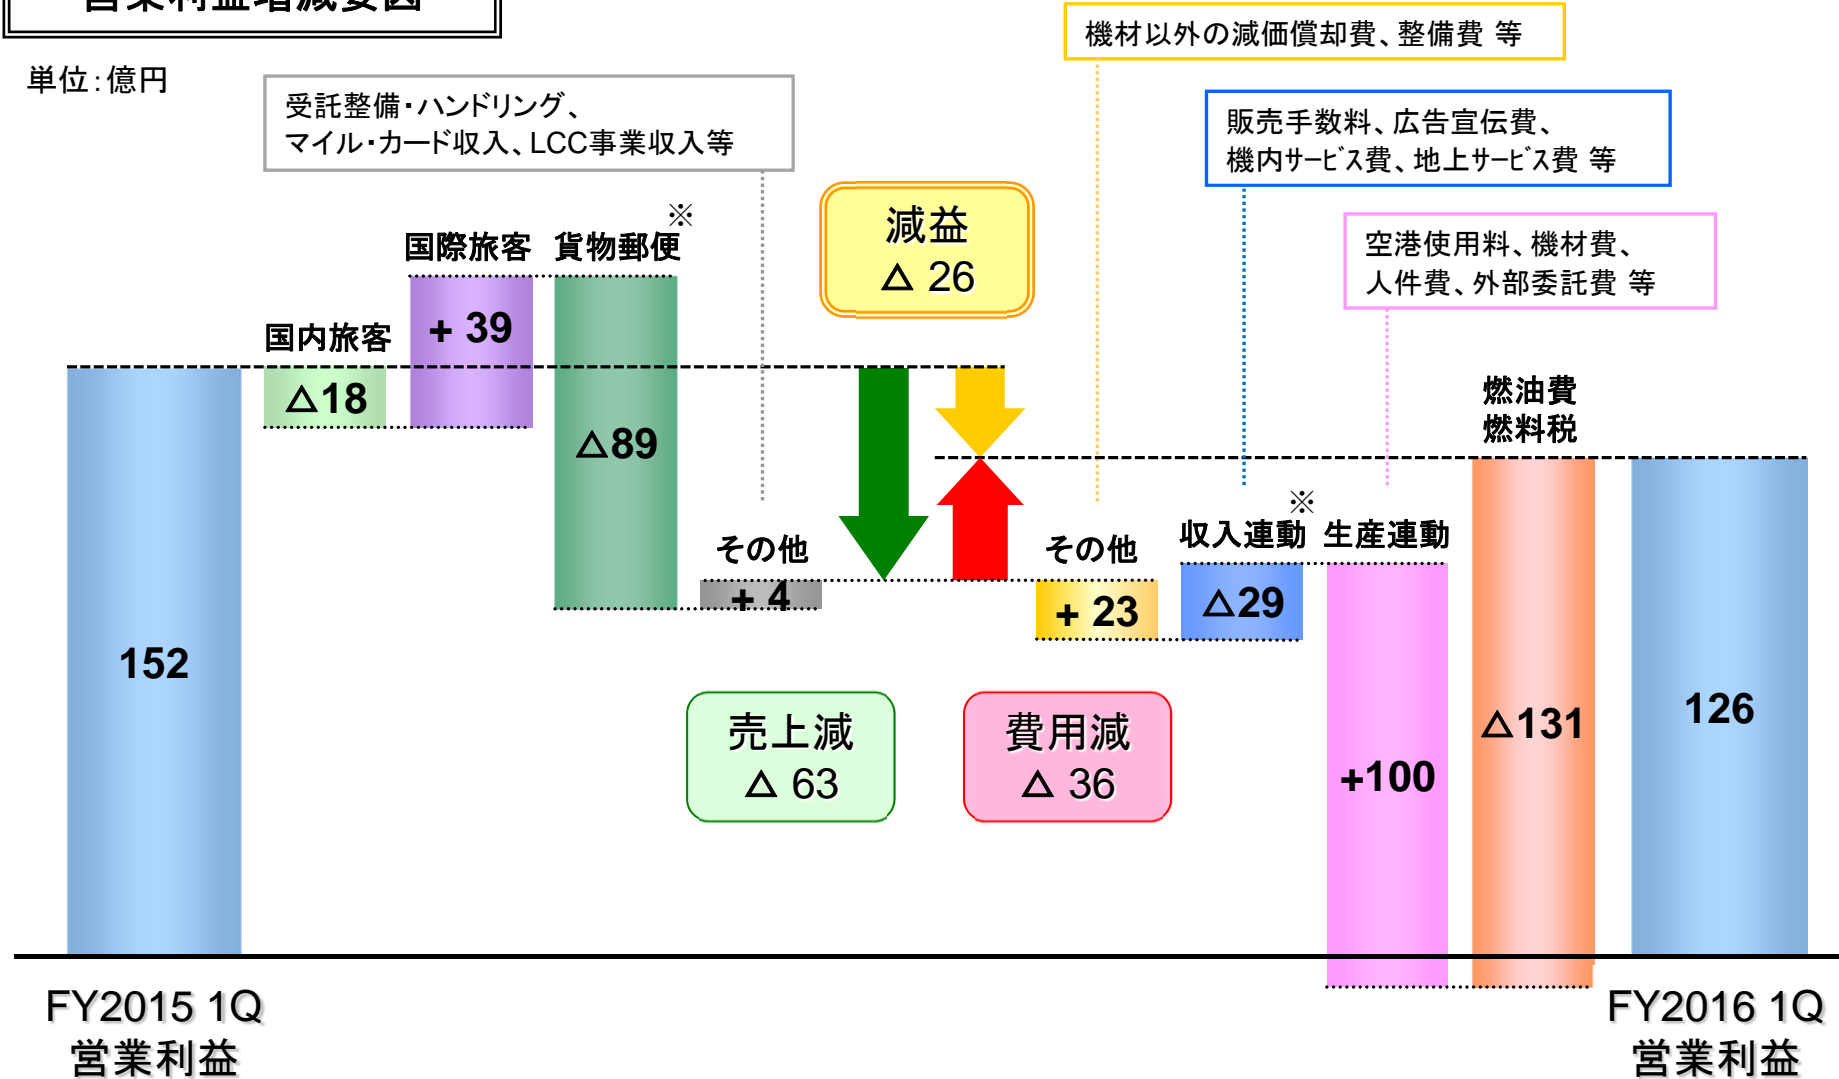 営業利益増減要因
単位：億円
機材以外の減価償却費、整備費 等
受託整備・ハンドリング、
マイル・カード収入、LCC事業収入等
販売手数料、広告宣伝費、
機内サービス費、地上サービス費 等
空港使用料、機材費、
人件費、外部委託費 等
減益
△ 26
※
国際旅客 貨物郵便
国内旅客
+ 39
△18
△89
燃油費
燃料税
※
その他
その他
収入連動 生産連動
+ 4
+ 23
△29
152
売上減
△ 63
費用減
△ 36
+100
△131
126
FY2015 1Q
営業利益
FY2016 1Q
営業利益